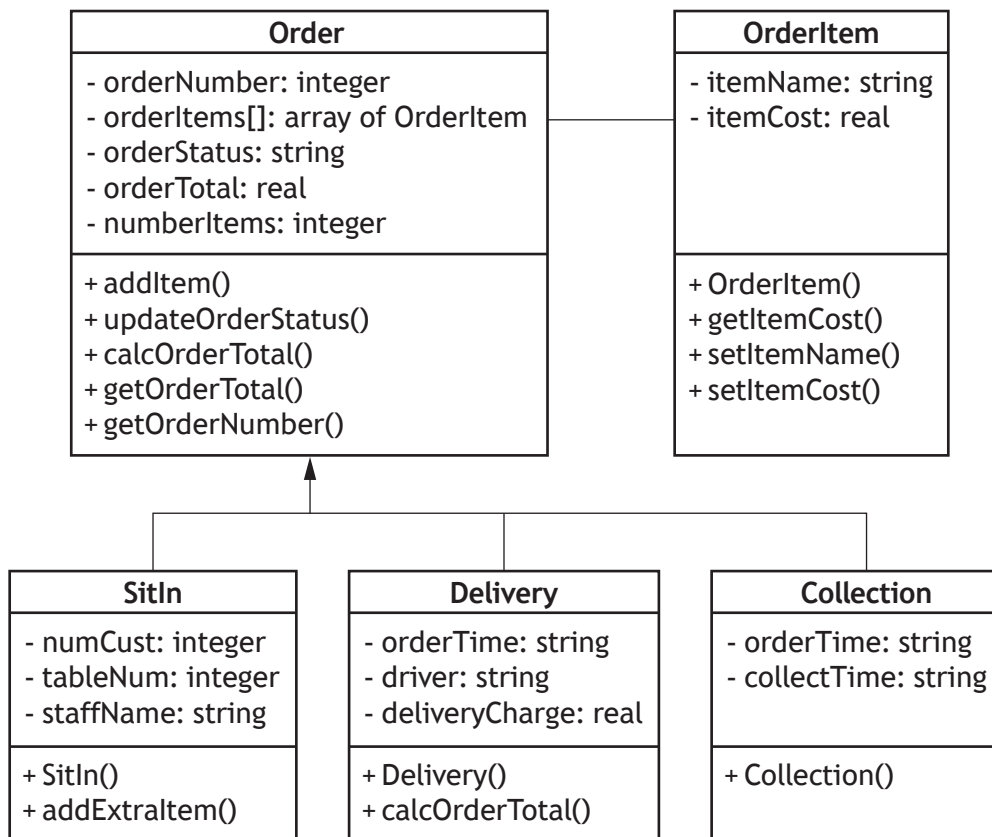 Order
- orderNumber: integer
- orderItems[]: array of OrderItem
- orderStatus: string
- orderTotal: real
- numberItems: integer
+ addItem()
+ updateOrderStatus()
+ calcOrderTotal()
+ getOrderTotal()
+ getOrderNumber()
OrderItem
- itemName: string
- itemCost: real
+ OrderItem()
+ getItemCost()
+ setItemName()
+ setItemCost()
SitIn
- numCust: integer
- tableNum: integer
- staffName: string
+ SitIn()
+ addExtraItem()
Delivery
- orderTime: string
- driver: string
- deliveryCharge: real
+ Delivery()
+ calcOrderTotal()
Collection
- orderTime: string
- collectTime: string
+ Collection()